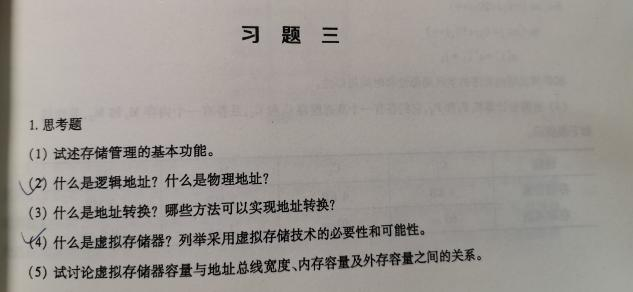 习 题 三
1. 思考题
(1) 试述存储管理的基本功能。
(2) 什么是逻辑地址？什么是物理地址？
(3) 什么是地址转换？哪些方法可以实现地址转换？
(4) 什么是虚拟存储器？列举采用虚拟存储技术的必要性和可能性。
(5) 试讨论虚拟存储器容量与地址总线宽度、内存容量及外存容量之间的关系。